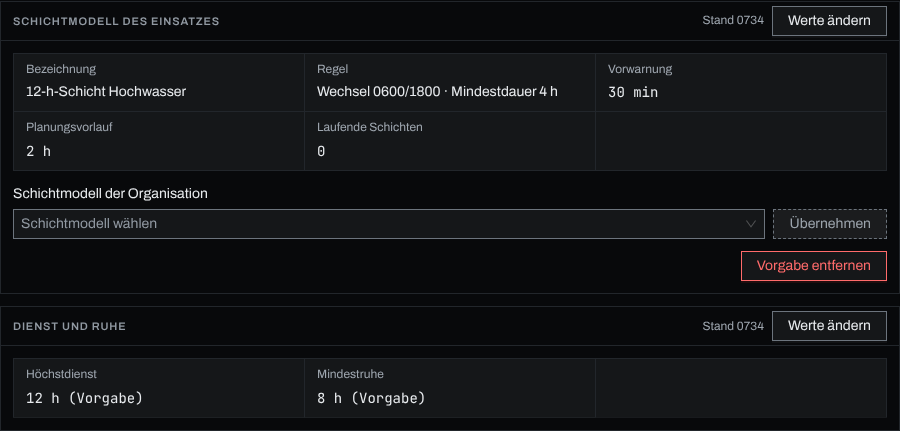 SCHICHTMODELL DES EINSATZES
Stand 0734
Werte ändern
Bezeichnung
12-h-Schicht Hochwasser
Regel
Wechsel 0600/1800 · Mindestdauer 4 h
Vorwarnung
30 min
Planungsvorlauf
2 h
Laufende Schichten
0
Schichtmodell der Organisation
Schichtmodell wählen
Übernehmen
Vorgabe entfernen
DIENST UND RUHE
Stand 0734
Werte ändern
Höchstdienst
12 h (Vorgabe)
Mindestruhe
8 h (Vorgabe)